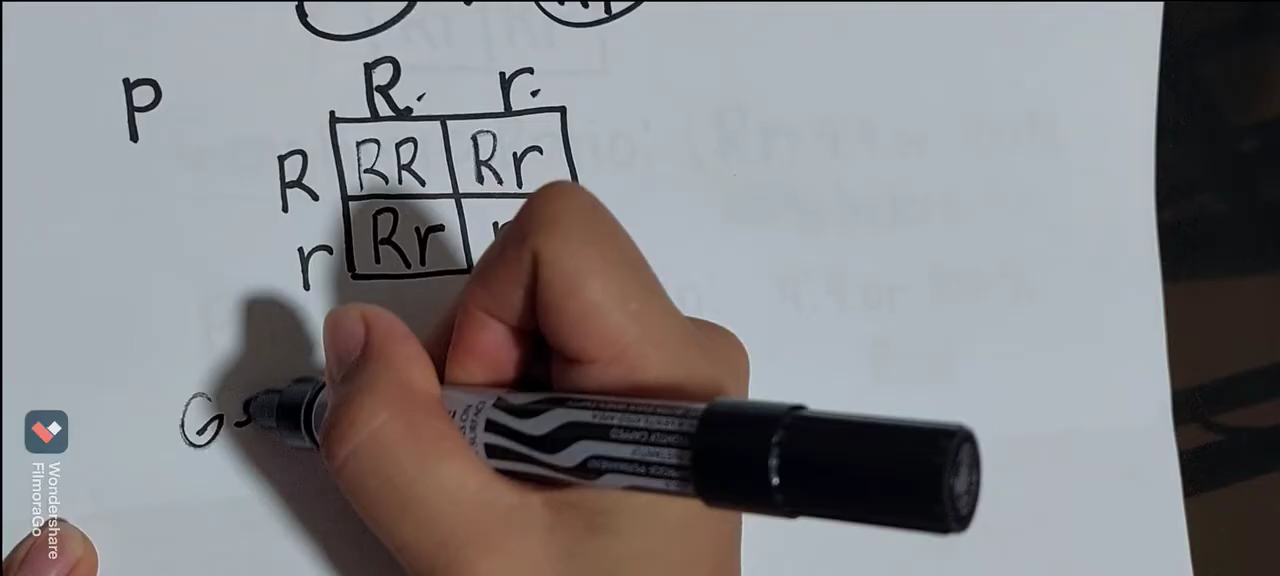 P
R. r.
R RR Rr
r Rr r
G
Wondershare
FilmoraGo